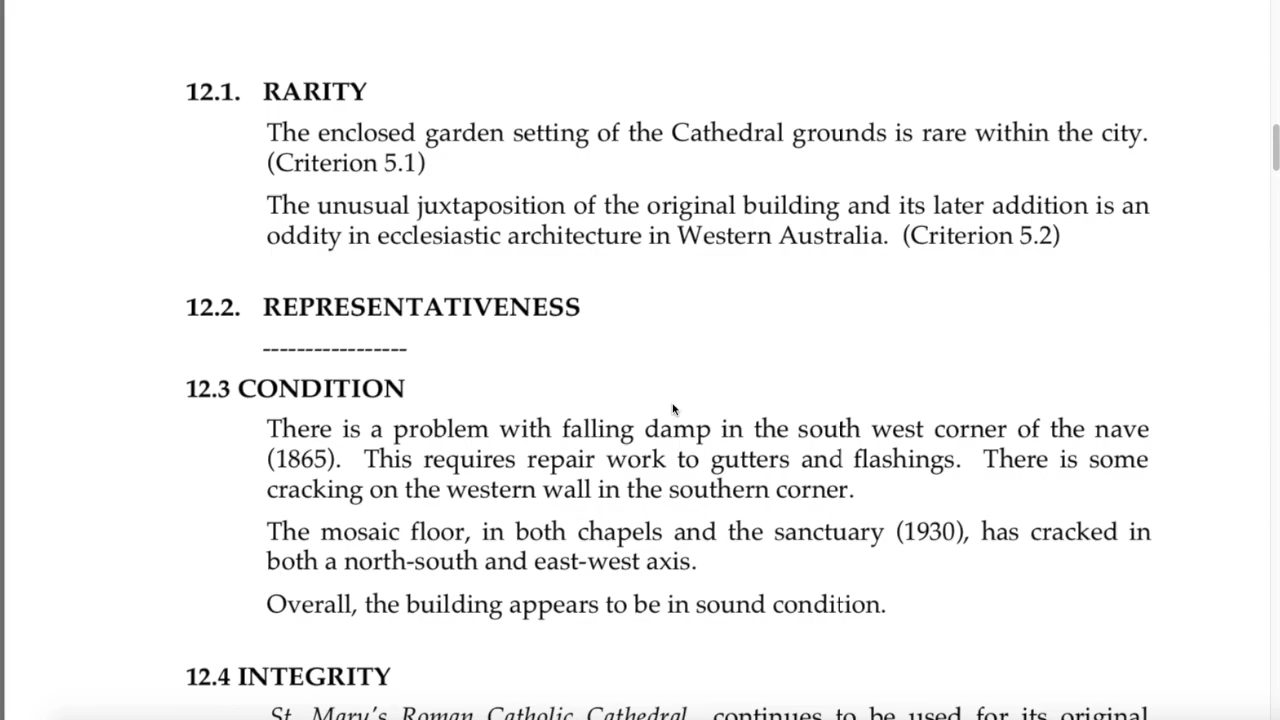 12.1. RARITY
The enclosed garden setting of the Cathedral grounds is rare within the city.
(Criterion 5.1)
The unusual juxtaposition of the original building and its later addition is an
oddity in ecclesiastic architecture in Western Australia. (Criterion 5.2)
12.2. REPRESENTATIVENESS
-----------------
12.3 CONDITION
There is a problem with falling damp in the south west corner of the nave
(1865). This requires repair work to gutters and flashings. There is some
cracking on the western wall in the southern corner.
The mosaic floor, in both chapels and the sanctuary (1930), has cracked in
both a north-south and east-west axis.
Overall, the building appears to be in sound condition.
12.4 INTEGRITY
St. Mary's Roman Catholic Cathedral continues to be used for its original